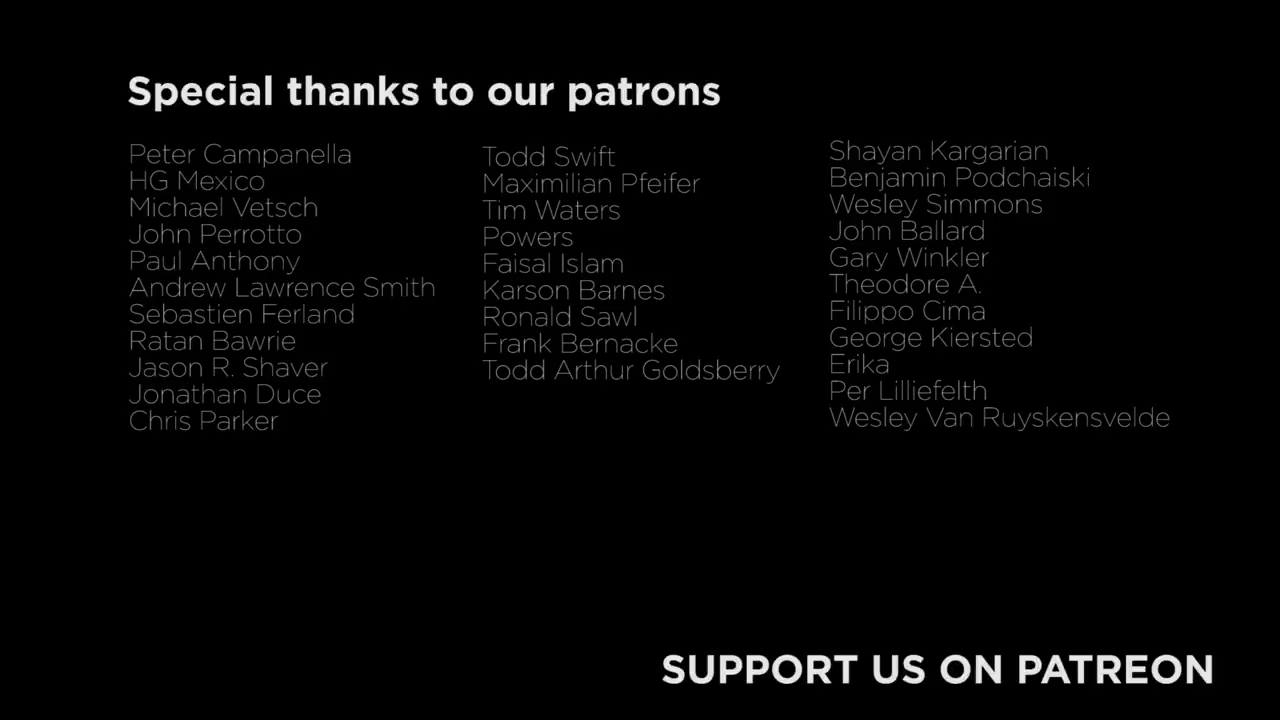 Special thanks to our patrons
Peter Campanella
HG Mexico
Michael Vetsch
John Perrotto
Paul Anthony
Andrew Lawrence Smith
Sebastien Ferland
Ratan Bawrie
Jason R. Shaver
Jonathan Duce
Chris Parker
Todd Swift
Maximilian Pfeifer
Tim Waters
Powers
Faisal Islam
Karson Barnes
Ronald Sawl
Frank Bernacke
Todd Arthur Goldsberry
Shayan Kargarian
Benjamin Podchaiski
Wesley Simmons
John Ballard
Gary Winkler
Theodore A.
Filippo Cima
George Kiersted
Erika
Per Lilliefelth
Wesley Van Ruyskensvelde
SUPPORT US ON PATREON